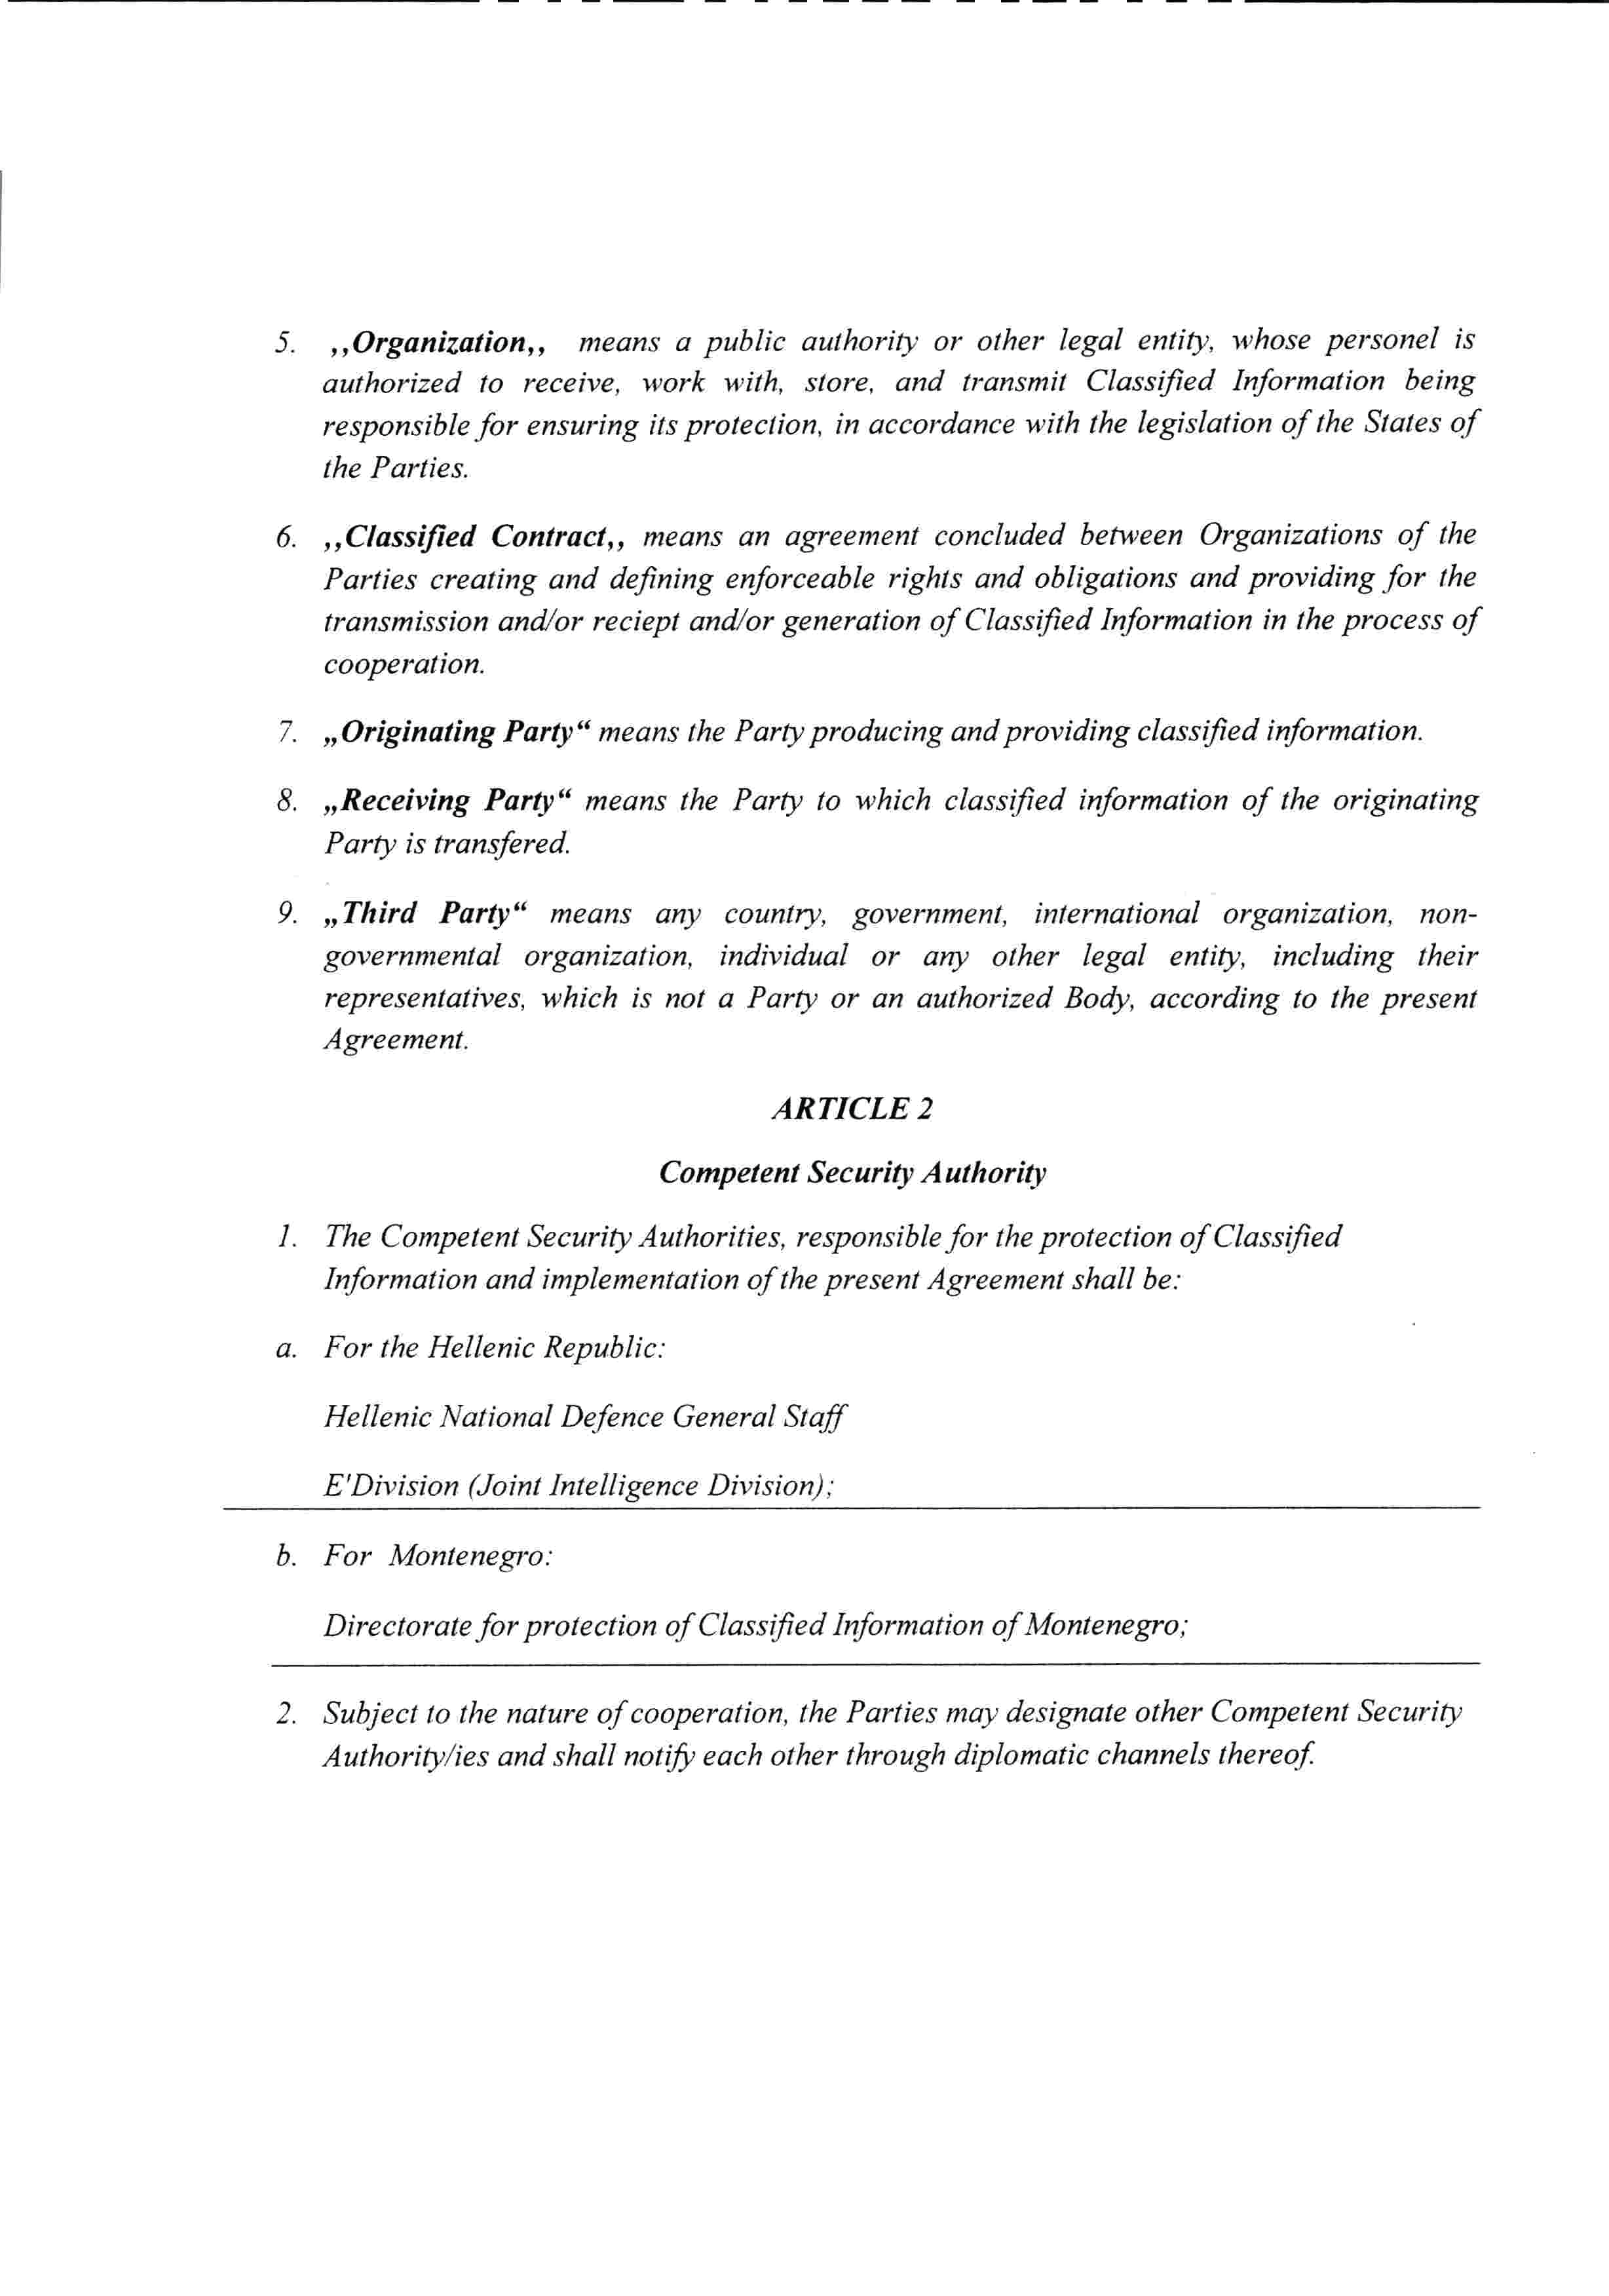 5. ,,Organization,, means a public authority or other legal entity, whose personel is
authorized to receive, work with, store, and transmit Classified Information being
responsible for ensuring its protection, in accordance with the legislation of the States of
the Parties.
6. ,,Classified Contract,, means an agreement concluded between Organizations of the
Parties creating and defining enforceable rights and obligations and providing for the
transmission and/or reciept and/or generation of Classified Information in the process of
cooperation.
7. „Originating Party“ means the Party producing and providing classified information.
8. „Receiving Party“ means the Party to which classified information of the originating
Party is transfered.
9. „Third Party“ means any country, government, international organization, non-
governmental organization, individual or any other legal entity, including their
representatives, which is not a Party or an authorized Body, according to the present
Agreement.
ARTICLE 2
Competent Security Authority
1. The Competent Security Authorities, responsible for the protection of Classified
Information and implementation of the present Agreement shall be:
a. For the Hellenic Republic:
Hellenic National Defence General Staff
E'Division (Joint Intelligence Division);
b. For Montenegro:
Directorate for protection of Classified Information of Montenegro;
2. Subject to the nature of cooperation, the Parties may designate other Competent Security
Authority/ies and shall notify each other through diplomatic channels thereof.